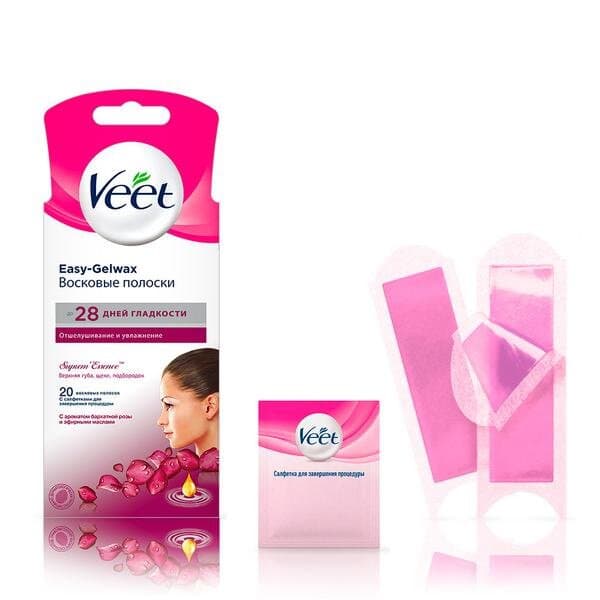 Veet
Easy-Gelwax
Восковые полоски
до 28 ДНЕЙ ГЛАДКОСТИ
Отшелушивание и увлажнение
Suprem'Essence™
Верхняя губа, щеки, подбородок
20 восковых полосок
С салфетками для
завершения процедуры
С ароматом бархатной розы
и эфирными маслами
Veet
Салфетка для завершения процедуры